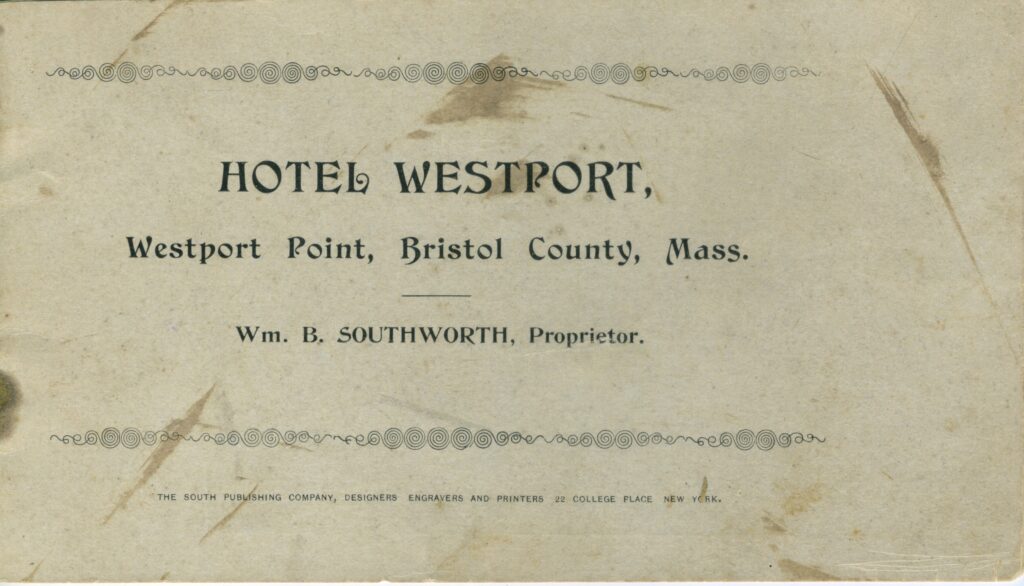 HOTEL WESTPORT,
Westport Point, Bristol County, Mass.
Wm. B. SOUTHWORTH, Proprietor.
THE SOUTH PUBLISHING COMPANY, DESIGNERS ENGRAVERS AND PRINTERS 22 COLLEGE PLACE NEW YORK.